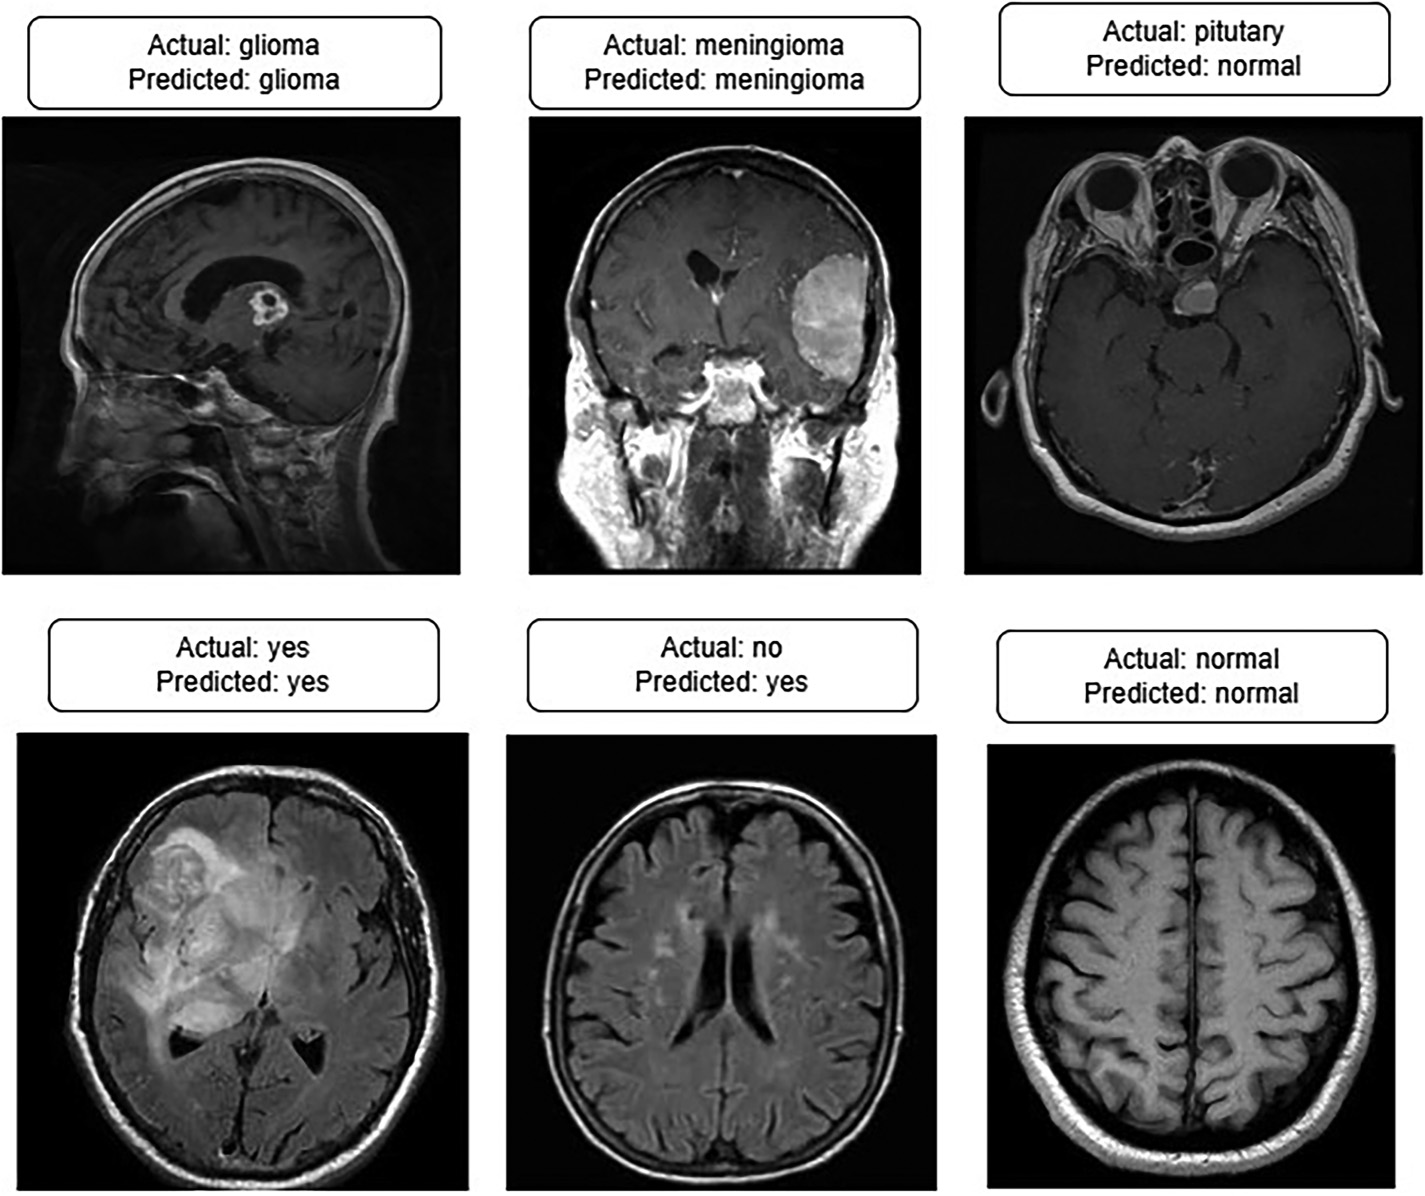 Actual: glioma
Predicted: glioma
Actual: meningioma
Predicted: meningioma
Actual: pitutary
Predicted: normal
Actual: yes
Predicted: yes
Actual: no
Predicted: yes
Actual: normal
Predicted: normal